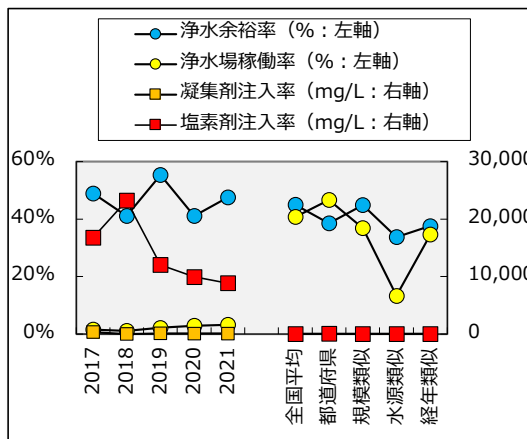 浄水余裕率（%：左軸）
浄水場稼働率（%：左軸）
凝集剤注入率（mg/L：右軸）
塩素剤注入率（mg/L：右軸）
60%
40%
20%
0%
30,000
20,000
10,000
0
2017
2018
2019
2020
2021
全国平均
都道府県
規模類似
水源類似
経年類似